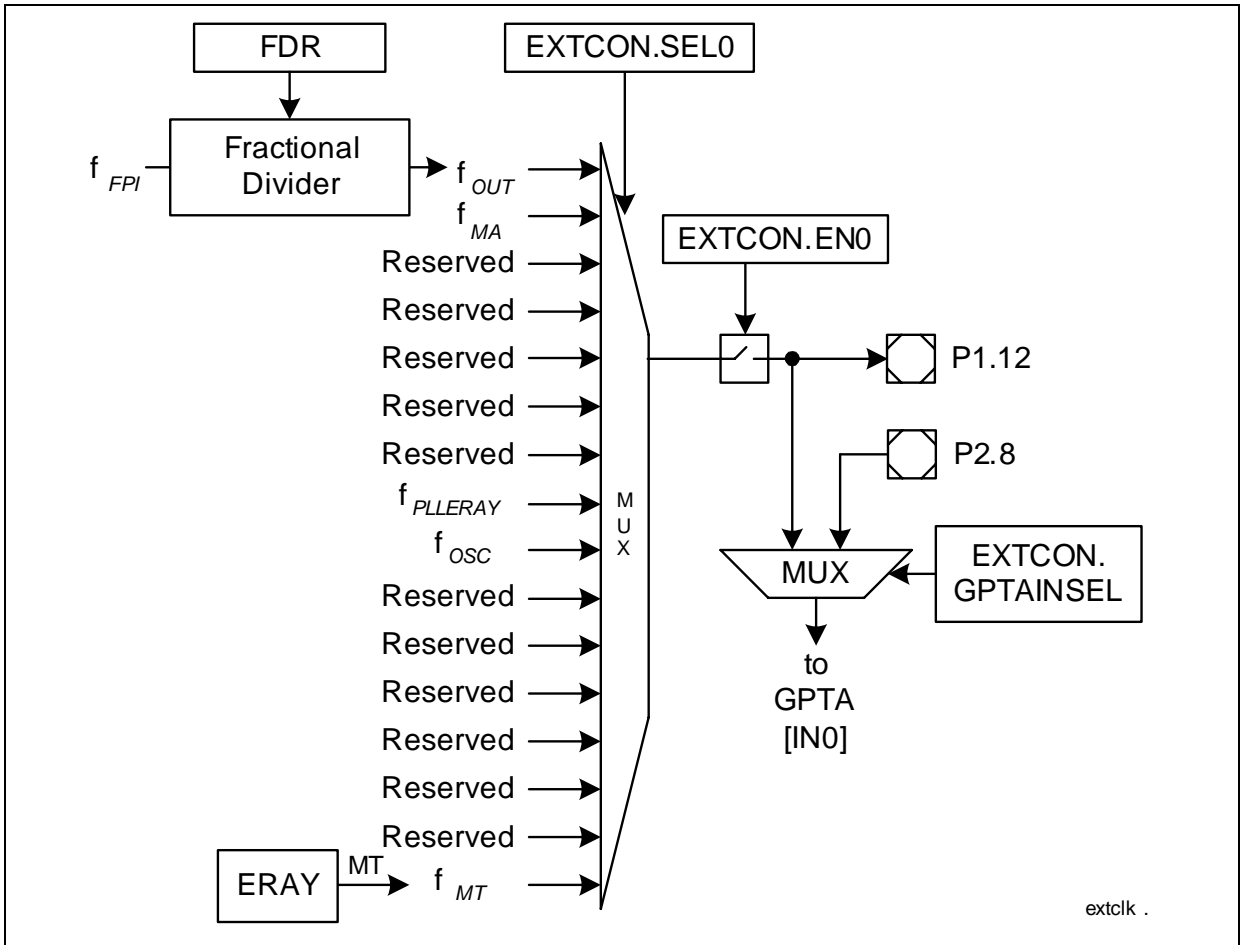 FDR
EXTCON.SEL0
f FPI
Fractional
Divider
f OUT
f MA
Reserved
Reserved
Reserved
Reserved
Reserved
f PLLERAY
f OSC
Reserved
Reserved
Reserved
Reserved
Reserved
Reserved
ERAY
MT
f MT
M
U
X
EXTCON.EN0
P1.12
P2.8
MUX
EXTCON.
GPTAINSEL
to
GPTA
[IN0]
extclk .